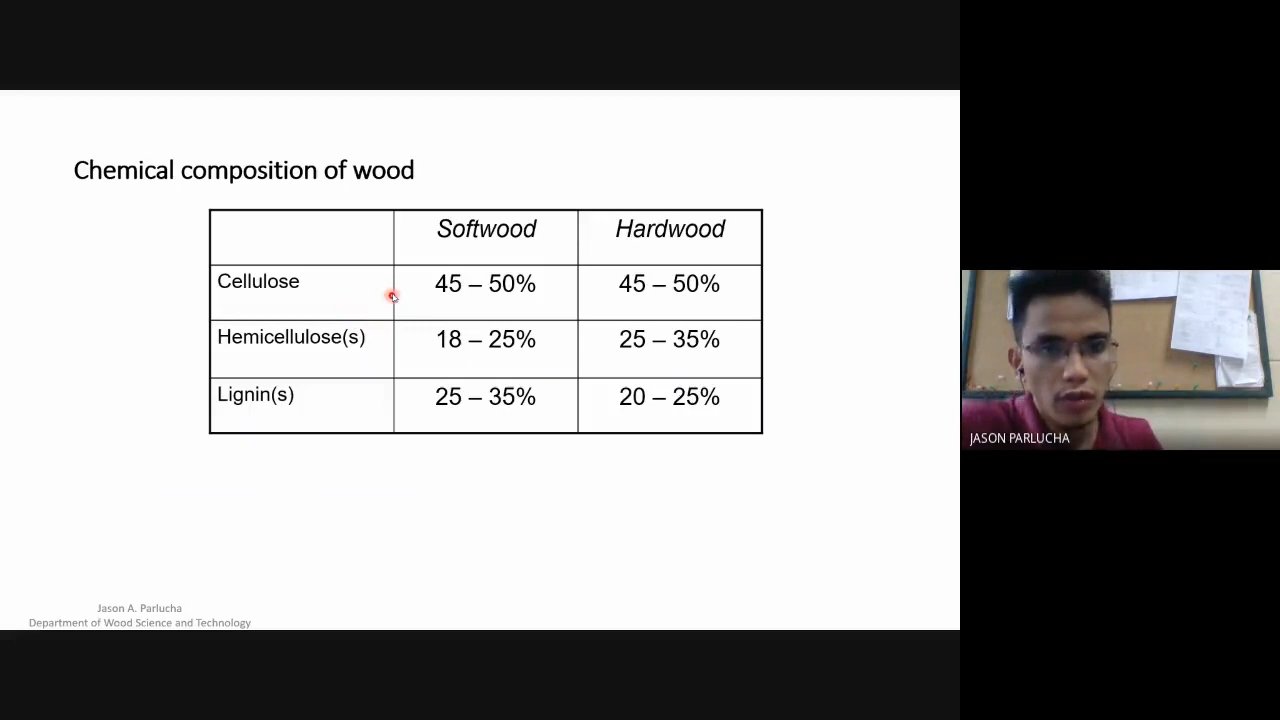 Chemical composition of wood
Softwood Hardwood
Cellulose 45 – 50% 45 – 50%
Hemicellulose(s) 18 – 25% 25 – 35%
Lignin(s) 25 – 35% 20 – 25%
Jason A. Parlucha
Department of Wood Science and Technology
JASON PARLUCHA